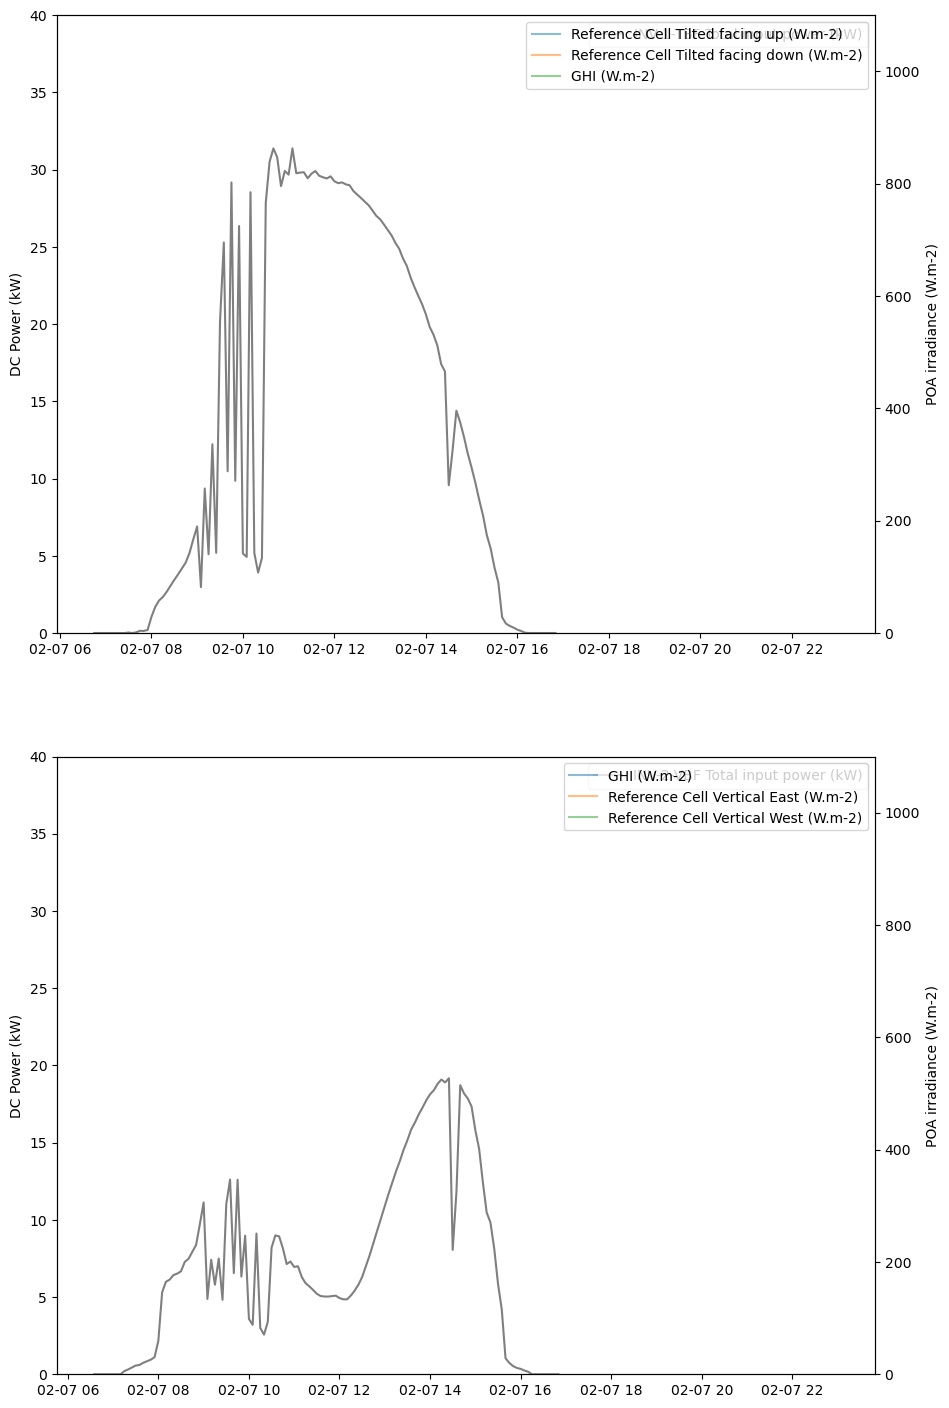 40
35
30
25
20
15
10
5
0
DC Power (kW)
Reference Cell Tilted facing up (W.m-2)
Reference Cell Tilted facing down (W.m-2)
GHI (W.m-2)
1000
800
600
400
200
0
POA irradiance (W.m-2)
02-07 06 02-07 08 02-07 10 02-07 12 02-07 14 02-07 16 02-07 18 02-07 20 02-07 22
40
35
30
25
20
15
10
5
0
DC Power (kW)
GHI (W.m-2)
Total input power (kW)
Reference Cell Vertical East (W.m-2)
Reference Cell Vertical West (W.m-2)
1000
800
600
400
200
0
POA irradiance (W.m-2)
02-07 06 02-07 08 02-07 10 02-07 12 02-07 14 02-07 16 02-07 18 02-07 20 02-07 22